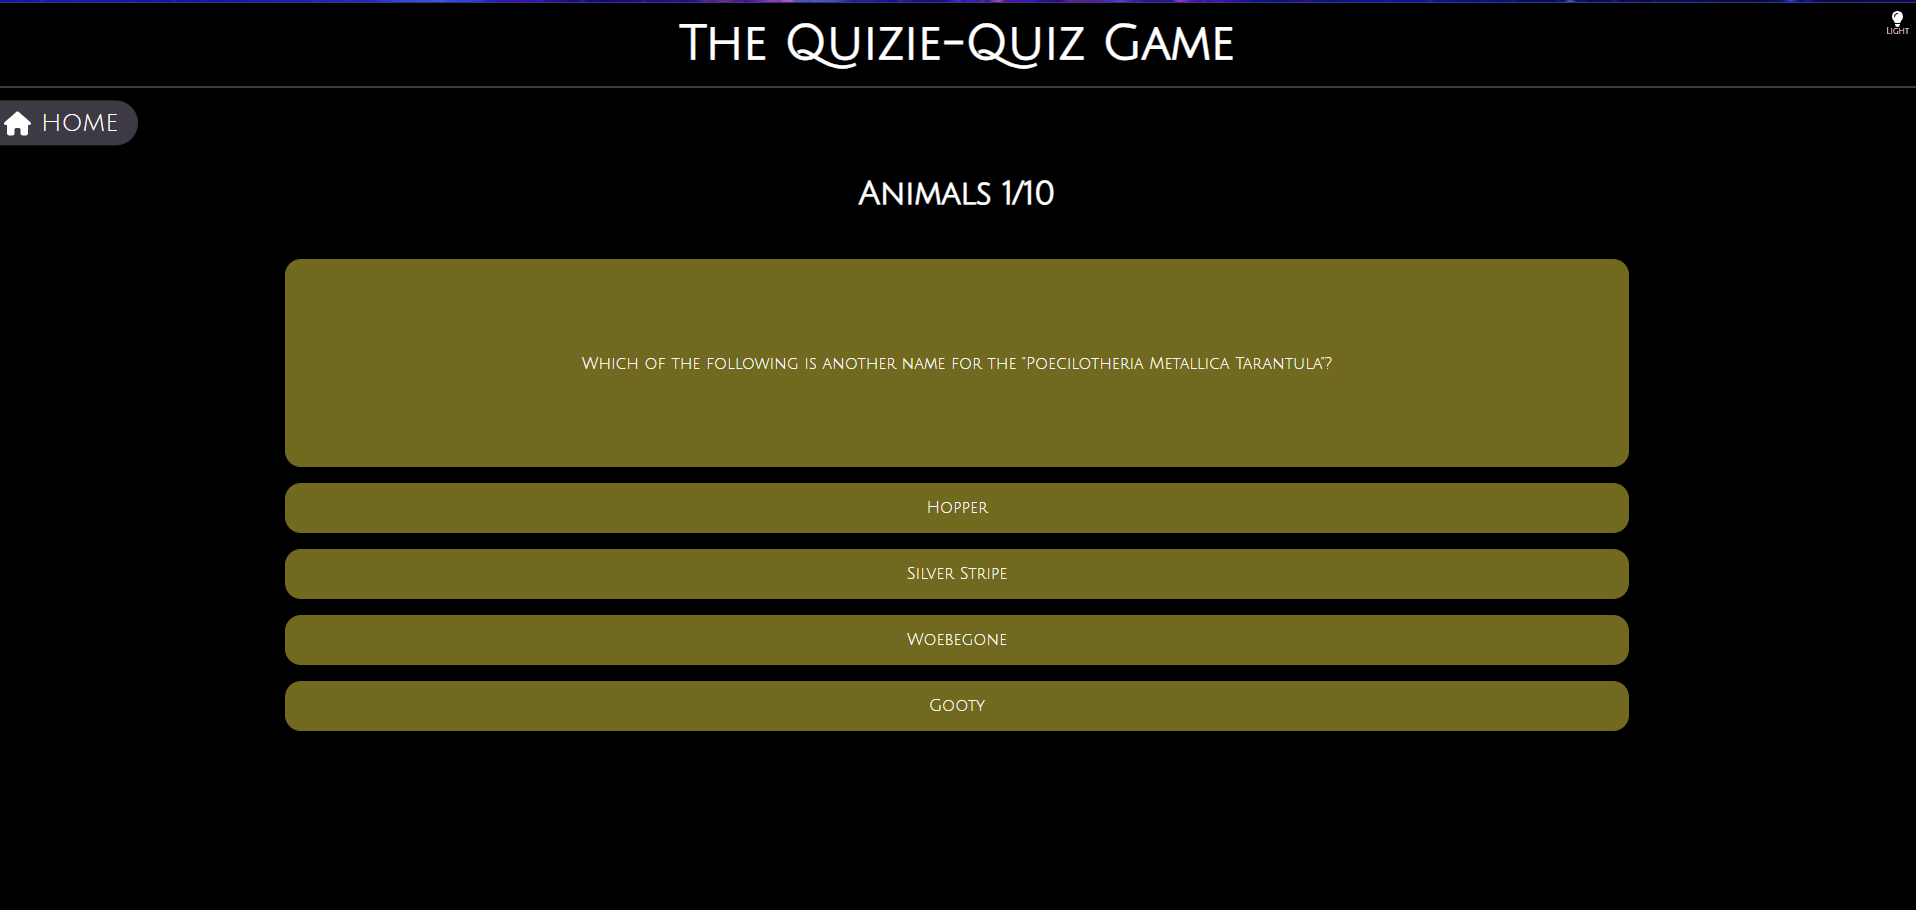 The Quizie-Quiz Game
LIGHT
HOME
Animals 1/10
Which of the following is another name for the "Poecilotheria Metallica Tarantula"?
Hopper
Silver Stripe
Woebegone
Gooty